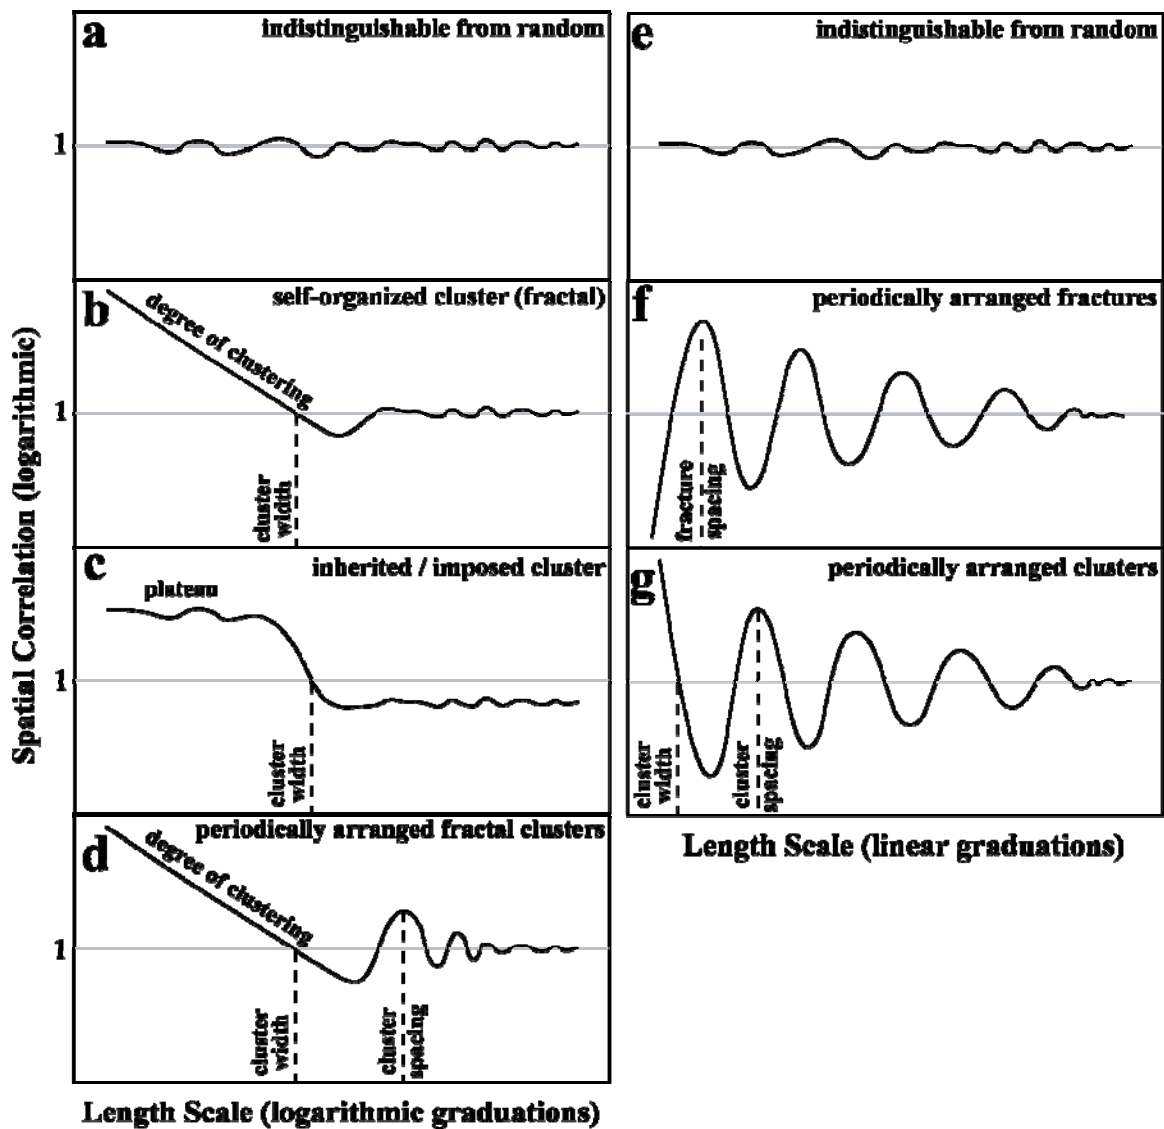 a
indistinguishable from random
1
b
self-organized cluster (fractal)
degree of clustering
1
cluster
width
c
inherited / imposed cluster
plateau
1
cluster
width
d
periodically arranged fractal clusters
degree of clustering
1
cluster
width
cluster
spacing
Spatial Correlation (logarithmic)
Length Scale (logarithmic graduations)
e
indistinguishable from random
f
periodically arranged fractures
fracture
spacing
g
periodically arranged clusters
cluster
width
cluster
spacing
Length Scale (linear graduations)